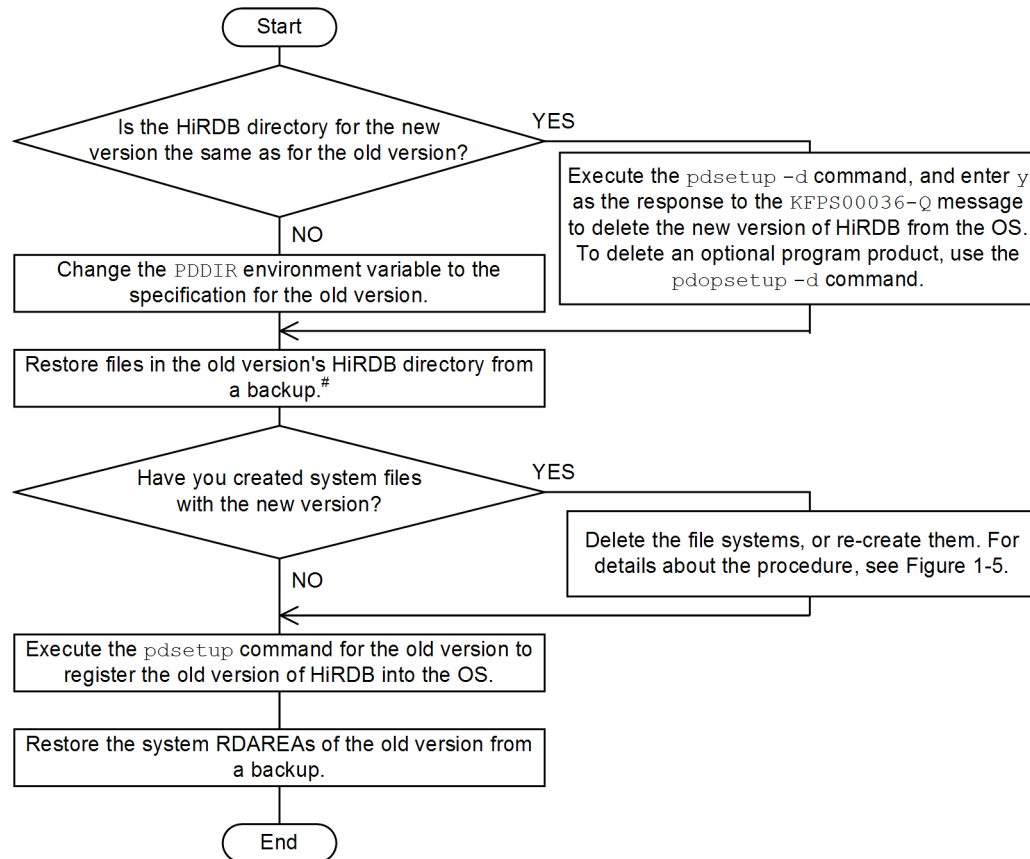 Start
Is the HiRDB directory for the new
version the same as for the old version?
YES
Execute the pdsetup -d command, and enter y
as the response to the KFPS00036-Q message
to delete the new version of HiRDB from the OS.
To delete an optional program product, use the
pdopsetup -d command.
NO
Change the PDDIR environment variable to the
specification for the old version.
Restore files in the old version's HiRDB directory from
a backup.#
Have you created system files
with the new version?
YES
Delete the file systems, or re-create them. For
details about the procedure, see Figure 1-5.
NO
Execute the pdsetup command for the old version to
register the old version of HiRDB into the OS.
Restore the system RDAREAs of the old version from
a backup.
End